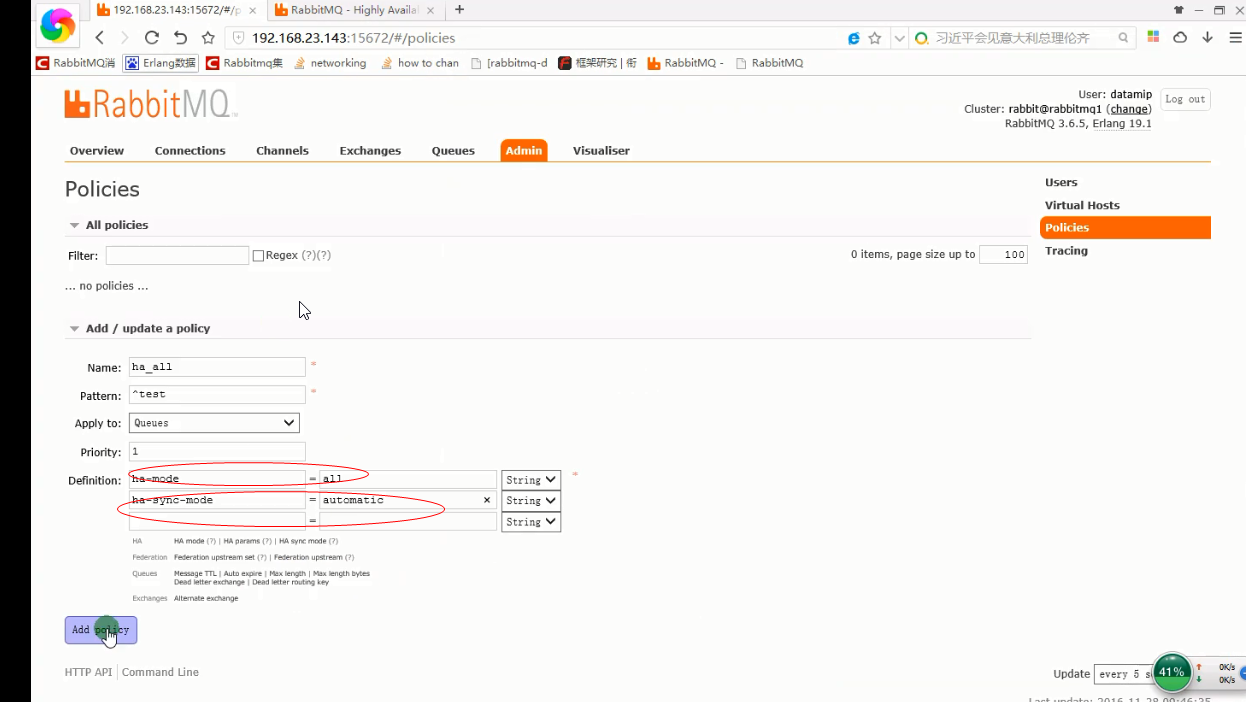 192.168.23.143:15672/#/p
RabbitMQ - Highly Availa
192.168.23.143:15672/#/policies
习近平会见意大利总理伦齐
RabbitMQ消
Erlang数据
Rabbitmq集
networking
how to chan
[rabbitmq-d
框架研究 | 衔
RabbitMQ -
RabbitMQ
RabbitMQ
User: datamip
Cluster: rabbit@rabbitmq1 (change)
RabbitMQ 3.6.5, Erlang 19.1
Log out
Overview Connections Channels Exchanges Queues Admin Visualiser
Policies
Users
Virtual Hosts
Policies
Tracing
All policies
Filter: Regex (?)(?) 0 items, page size up to 100
... no policies ...
Add / update a policy
Name: ha_all *
Pattern: ^test *
Apply to: Queues
Priority: 1
Definition: ha-mode = all String *
ha-sync-mode = automatic × String
= String
HA HA mode (?) | HA params (?) | HA sync mode (?)
Federation Federation upstream set (?) | Federation upstream (?)
Queues Message TTL | Auto expire | Max length | Max length bytes
Dead letter exchange | Dead letter routing key
Exchanges Alternate exchange
Add policy
HTTP API | Command Line
Update every 5 s
41%
0K/s
0K/s
Last update: 2016-11-28 00:46:35